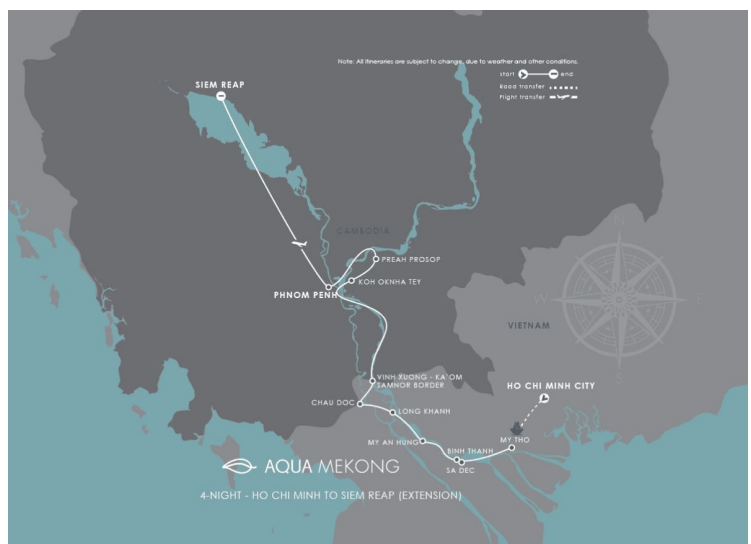 Note: All itineraries are subject to change, due to weather and other conditions.
start end
Road transfer
Flight transfer
SIEM REAP
CAMBODIA
PREAH PROSOP
KOH OKNHA TEY
PHNOM PENH
N
W
E
S
VIETNAM
VINH XUONG - KA'OM
SAMNOR BORDER
HO CHI MINH CITY
CHAU DOC
LONG KHANH
MY AN HUNG
MY THO
BINH THANH
SA DEC
AQUA MEKONG
4-NIGHT - HO CHI MINH TO SIEM REAP (EXTENSION)